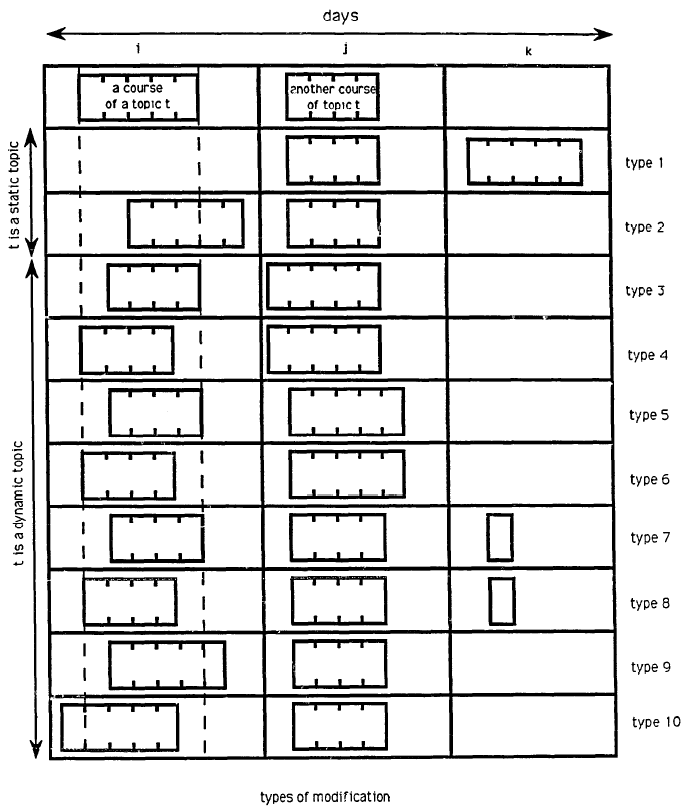 days
i j k
a course
of a topic t
another course
of topic t
t is a static topic
type 1
type 2
t is a dynamic topic
type 3
type 4
type 5
type 6
type 7
type 8
type 9
type 10
types of modification